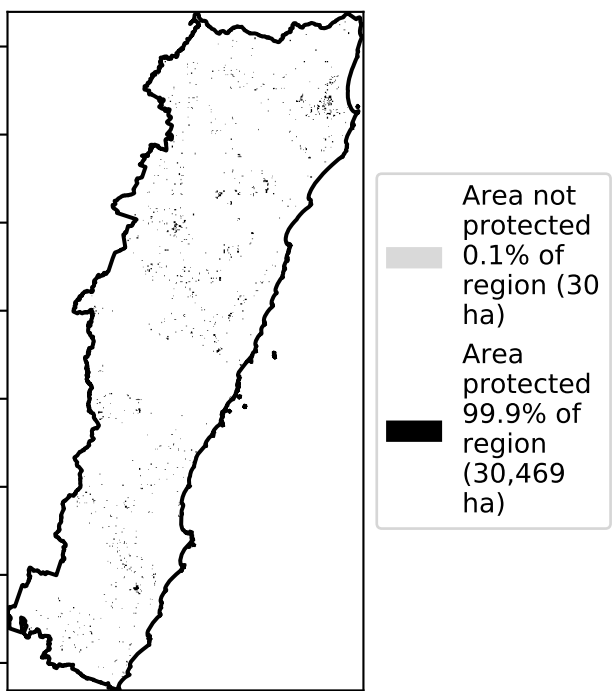 Area not
protected
0.1% of
region (30
ha)
Area
protected
99.9% of
region
(30,469
ha)